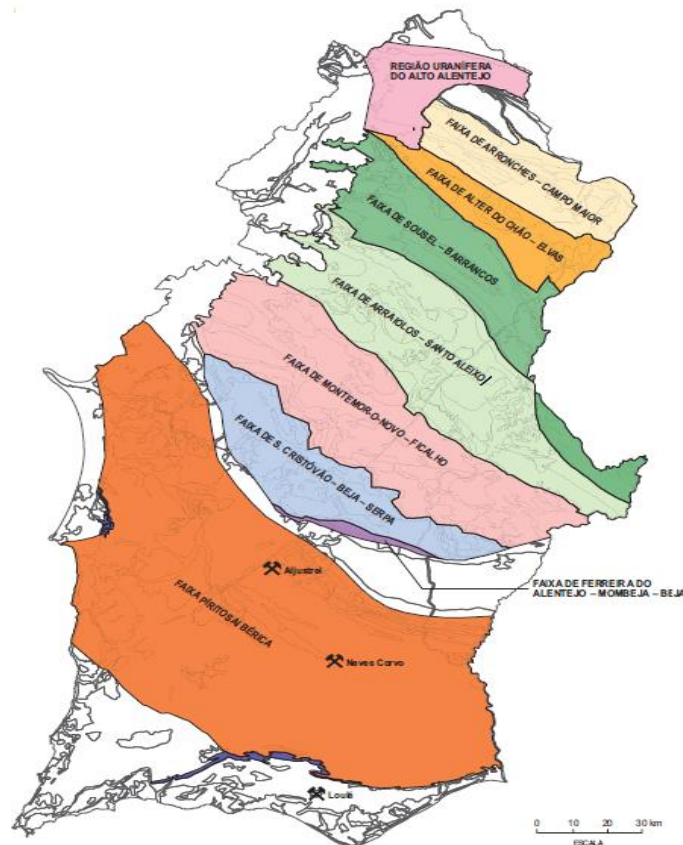 REGIÃO URANÍFERA
DO ALTO ALENTEJO
FAIXA DE ARRONCHES – CAMPO MAIOR
FAIXA DE ALTER DO CHÃO – ELVAS
FAIXA DE SOUSEL – BARRANCOS
FAIXA DE ARRAIOLOS – SANTO ALEIXO
FAIXA DE MONTEMOR-O-NOVO – FICALHO
FAIXA DE S. CRISTÓVÃO – BEJA – SERPA
Aljustrel
FAIXA DE FERREIRA DO
ALENTEJO – MOMBEJA – BEJA
FAIXA PIRITOSA IBÉRICA
Neves Corvo
Loulé
0 10 20 30 km
ESCALA